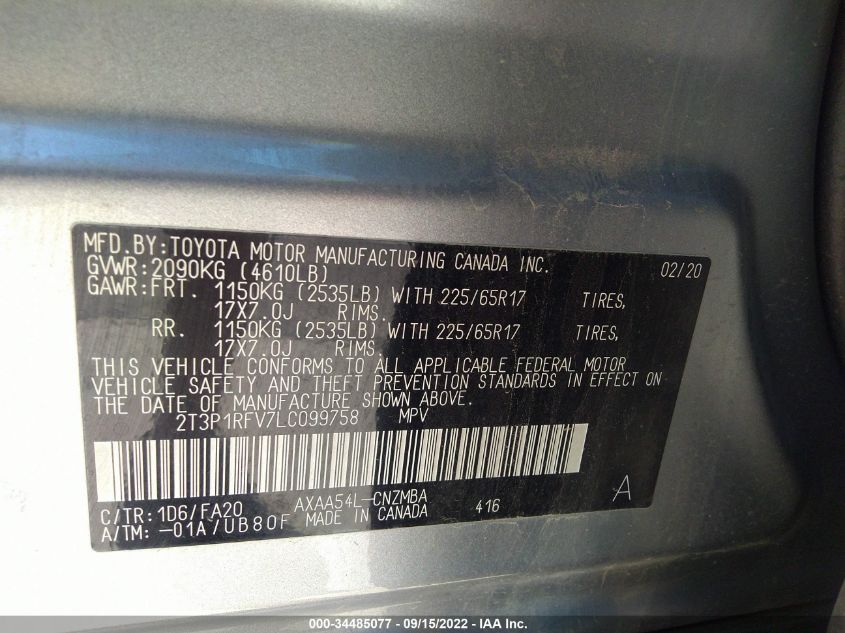 MFD.BY:TOYOTA MOTOR MANUFACTURING CANADA INC. 02/20
GVWR:2090KG (4610LB)
GAWR:FRT. 1150KG (2535LB) WITH 225/65R17 TIRES,
17X7.0J RIMS.
RR. 1150KG (2535LB) WITH 225/65R17 TIRES,
17X7.0J RIMS.
THIS VEHICLE CONFORMS TO ALL APPLICABLE FEDERAL MOTOR
VEHICLE SAFETY AND THEFT PREVENTION STANDARDS IN EFFECT ON
THE DATE OF MANUFACTURE SHOWN ABOVE.
2T3P1RFV7LC099758 MPV
C/TR:1D6/FA20 AXAA54L-CNZMBA A
A/TM:-01A/UB80F MADE IN CANADA 416
000-34485077 - 09/15/2022 - IAA Inc.